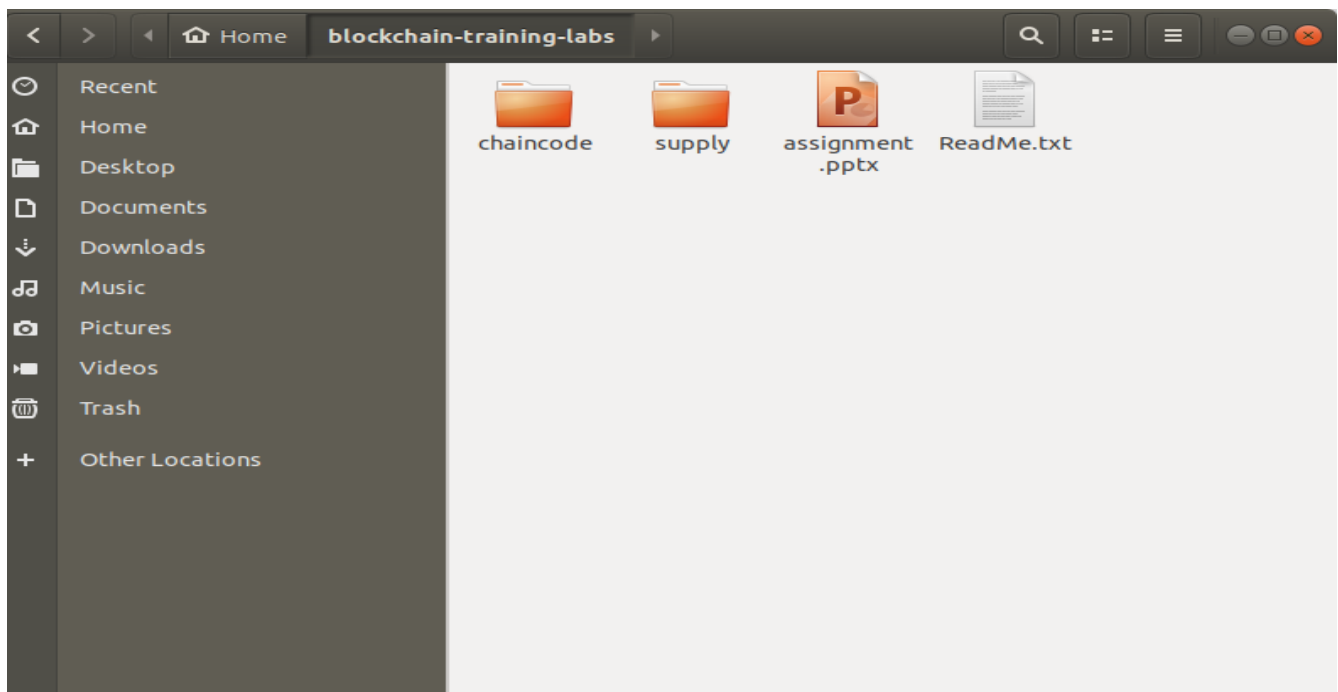 Home blockchain-training-labs
Recent
Home
Desktop
Documents
Downloads
Music
Pictures
Videos
Trash
Other Locations
chaincode supply assignment ReadMe.txt
.pptx